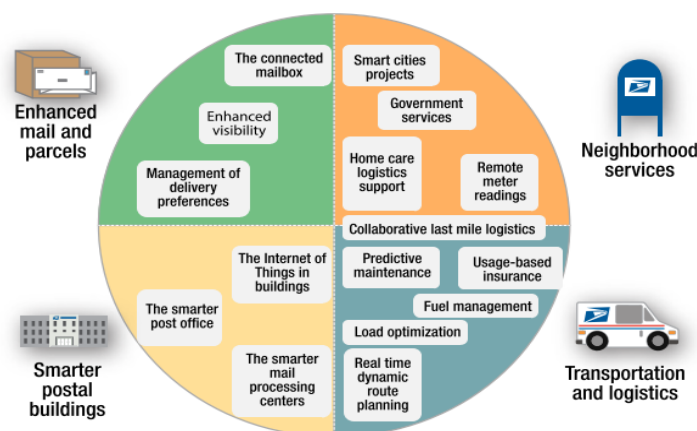 Enhanced
mail and
parcels
The connected
mailbox
Enhanced
visibility
Management of
delivery
preferences
Smart cities
projects
Government
services
Home care
logistics
support
Remote
meter
readings
Neighborhood
services
Collaborative last mile logistics
Smarter
postal
buildings
The Internet of
Things in
buildings
The smarter
post office
The smarter
mail
processing
centers
Predictive
maintenance
Usage-based
insurance
Fuel management
Load optimization
Real time
dynamic
route
planning
Transportation
and logistics